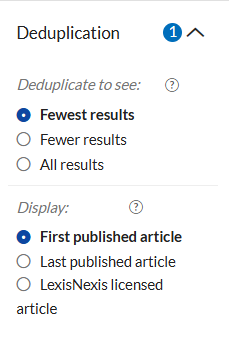 Deduplication 1
Deduplicate to see: ?
Fewest results
Fewer results
All results
Display: ?
First published article
Last published article
LexisNexis licensed
article